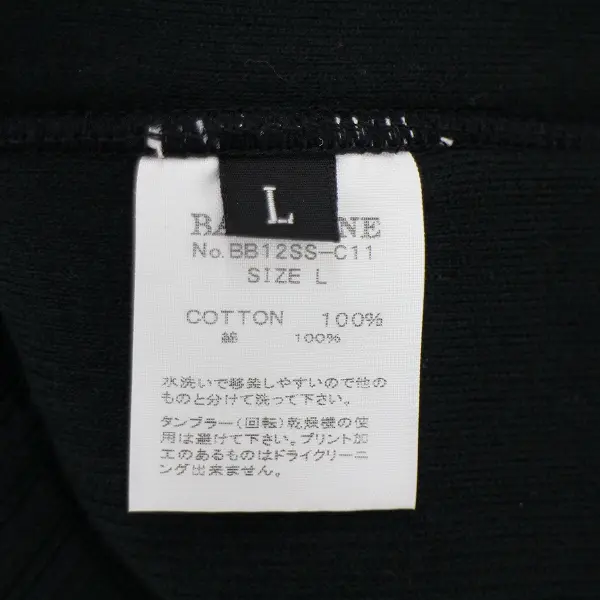 L
No.BB12SS-C11
SIZE L
COTTON 100%
綿 100%
水洗いで移染しやすいので他の
ものと分けて洗って下さい。
タンブラー(回転)乾燥機の使
用は避けて下さい。プリント加
工のあるものはドライクリーニ
ング出来ません。